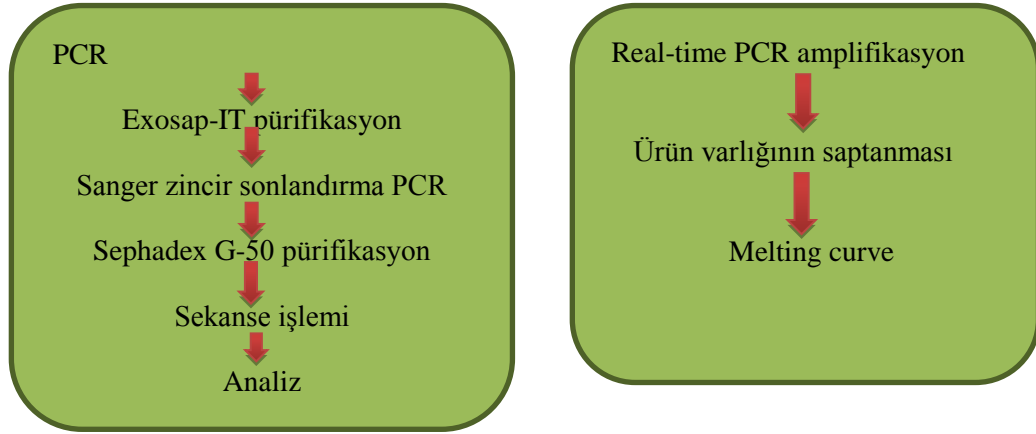 PCR
Exosap-IT pürifikasyon
Sanger zincir sonlandırma PCR
Sephadex G-50 pürifikasyon
Sekanse işlemi
Analiz
Real-time PCR amplifikasyon
Ürün varlığının saptanması
Melting curve